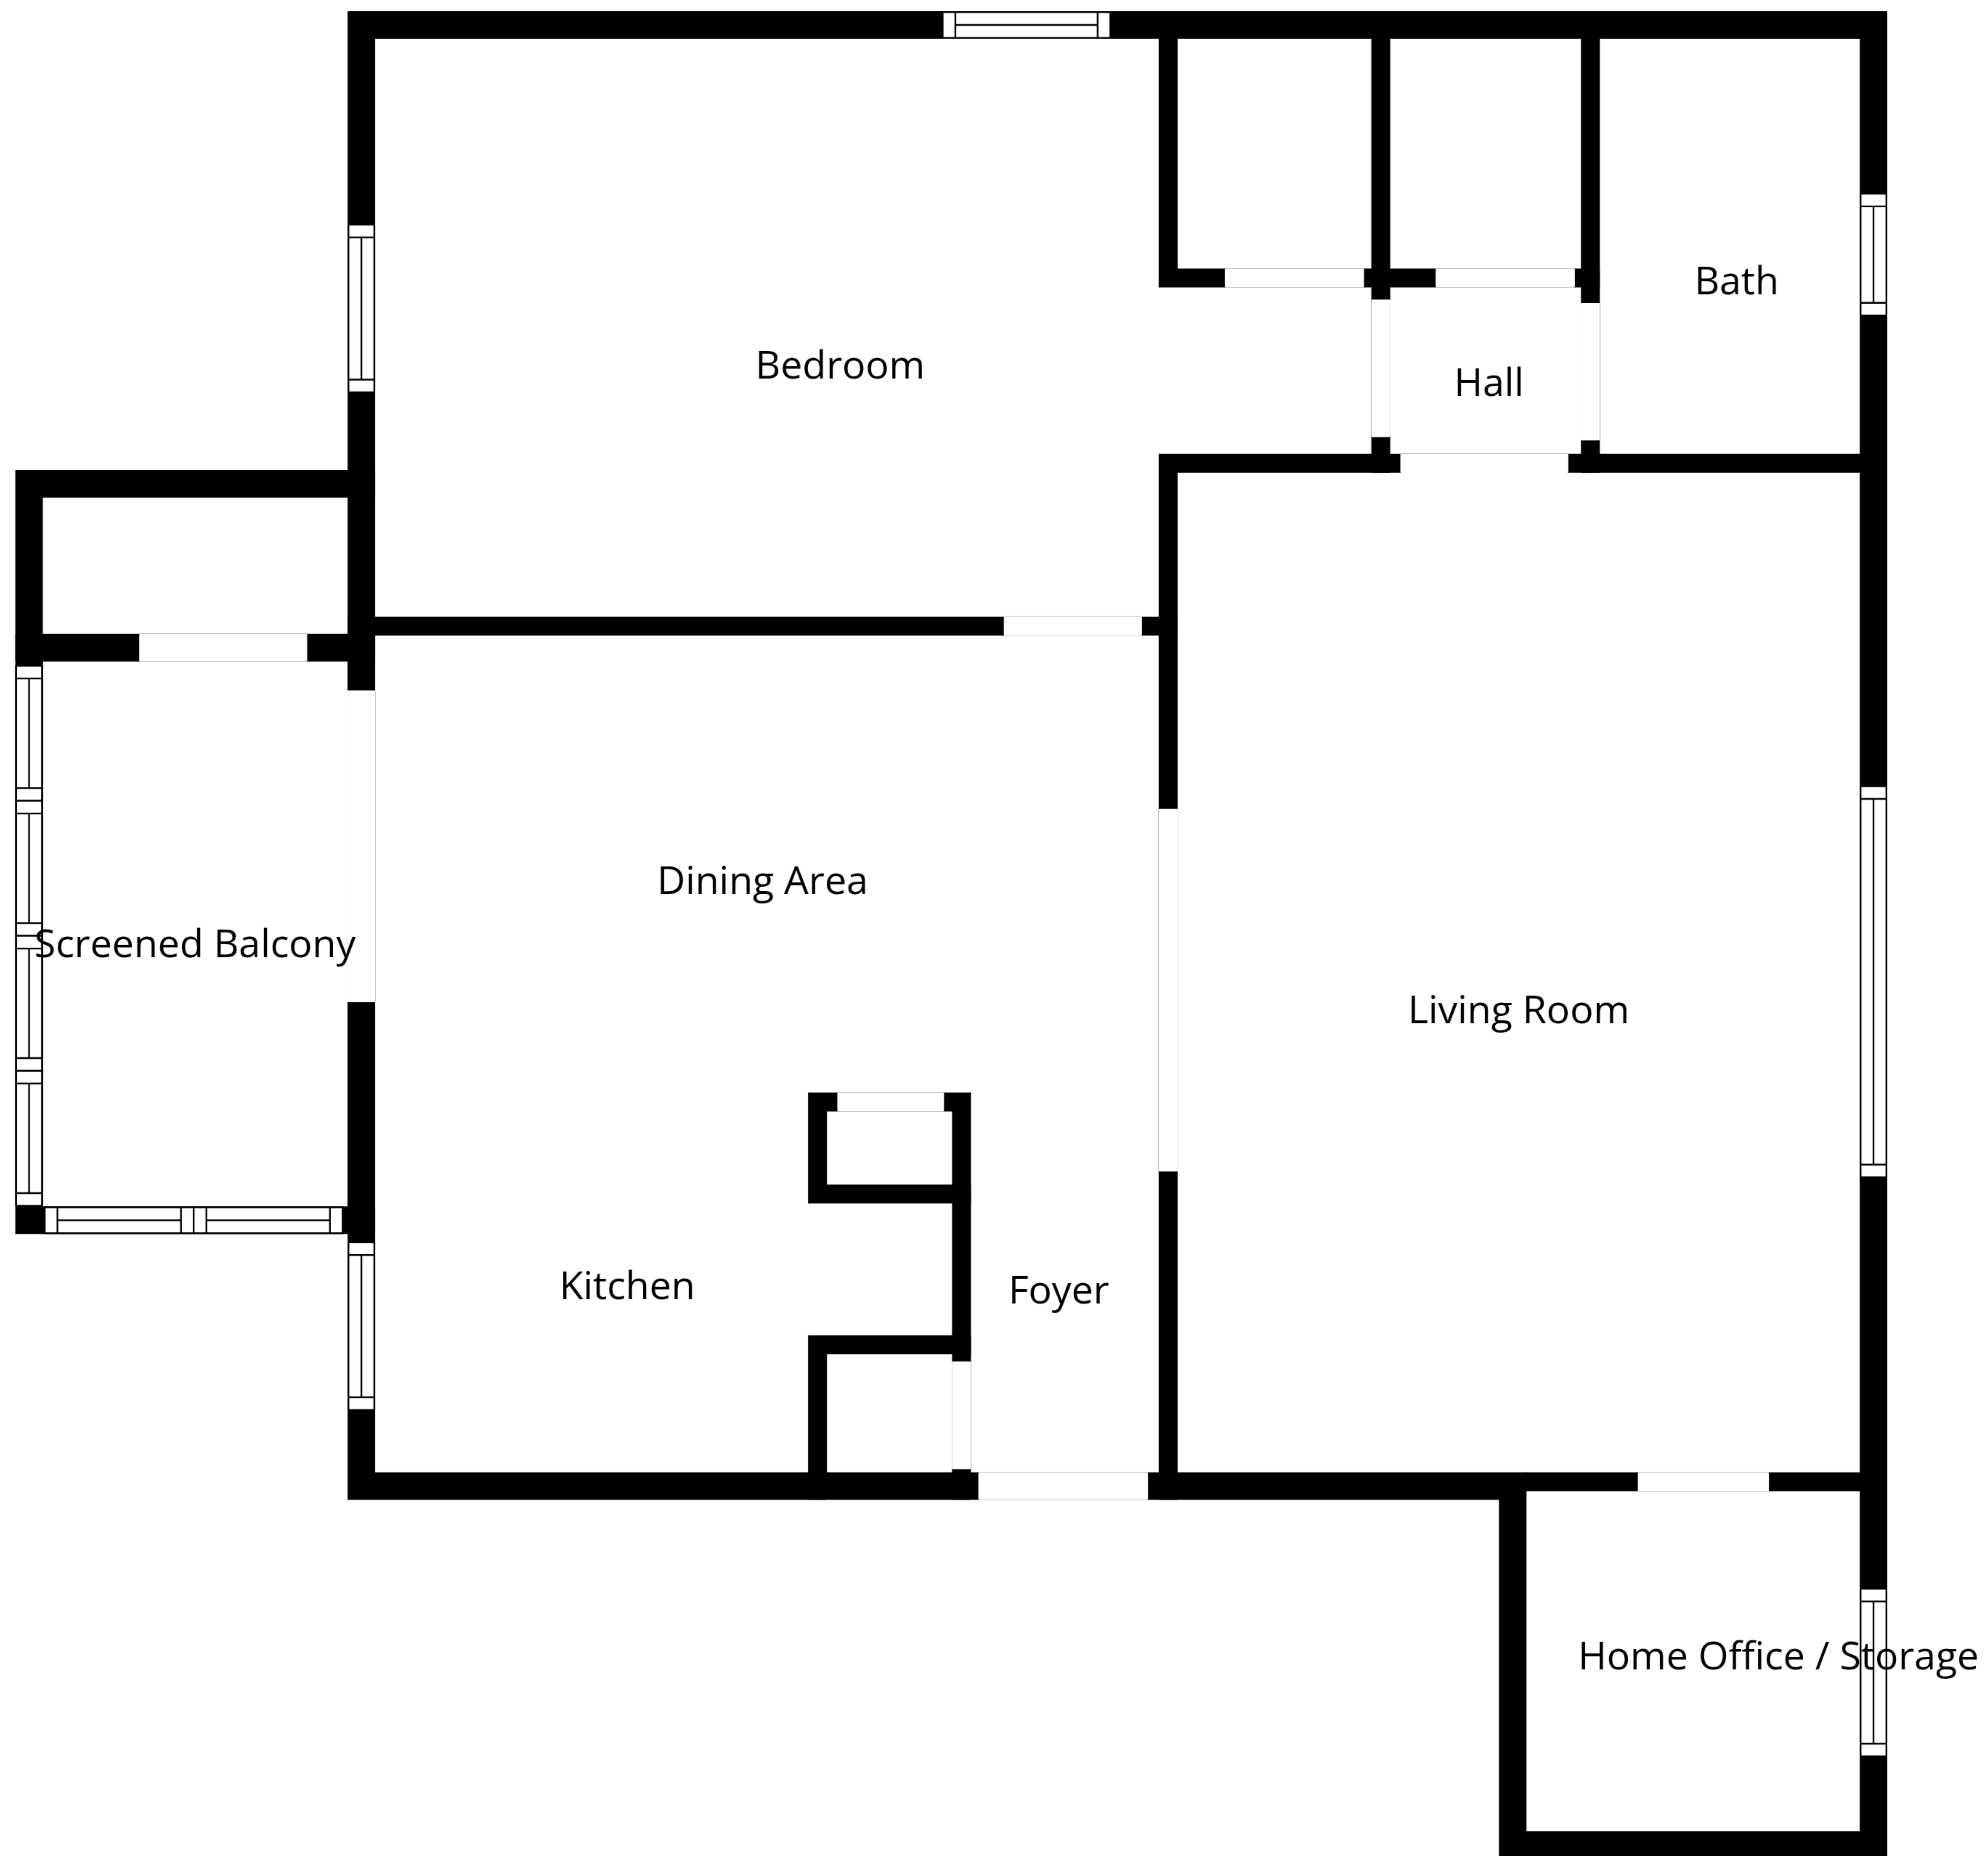 Bath
Bedroom
Hall
Dining Area
Screened Balcony
Living Room
Kitchen
Foyer
Home Office / Storage